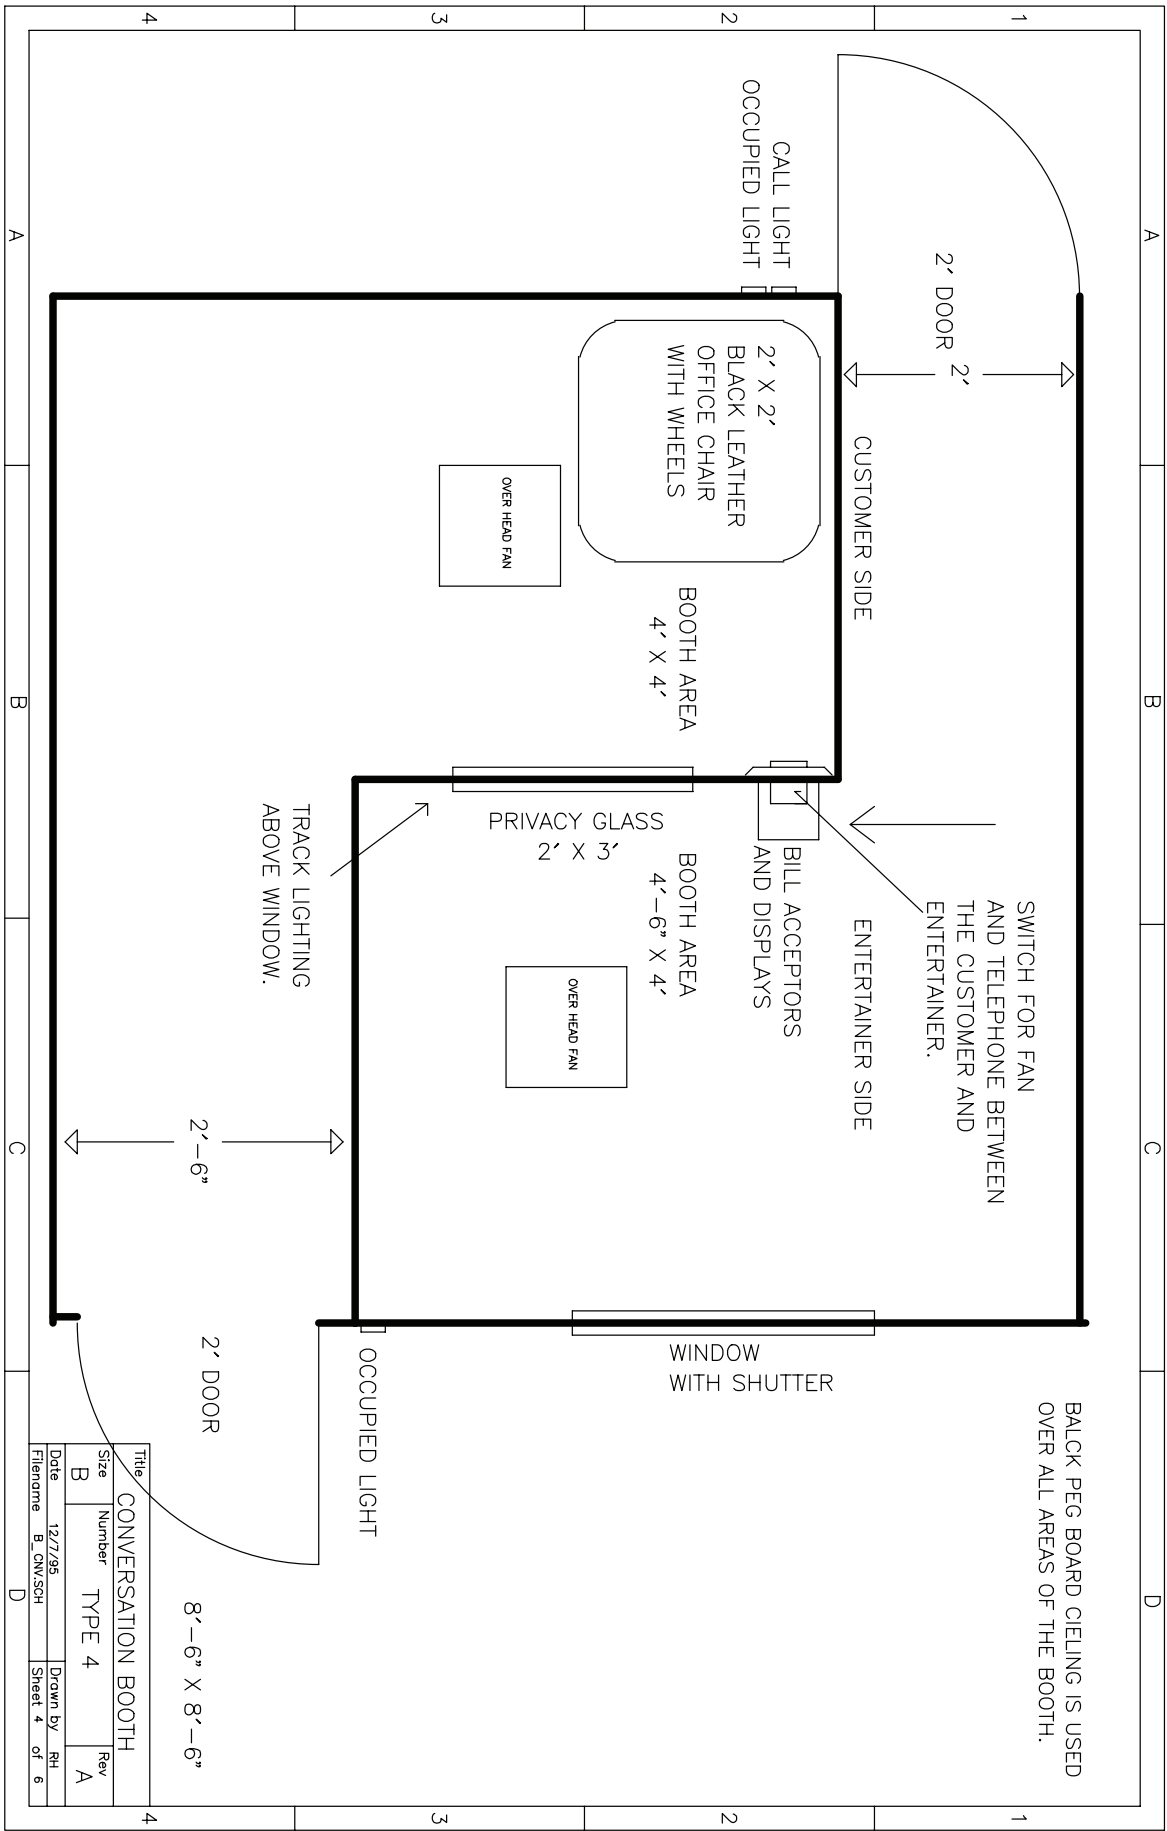 1
2
3
4
A
B
C
D
A
B
C
D
1
2
3
4
BALCK PEG BOARD CIELING IS USED
OVER ALL AREAS OF THE BOOTH.
2' DOOR
2'
SWITCH FOR FAN
AND TELEPHONE BETWEEN
THE CUSTOMER AND
ENTERTAINER.
CUSTOMER SIDE
ENTERTAINER SIDE
CALL LIGHT
OCCUPIED LIGHT
2' X 2'
BLACK LEATHER
OFFICE CHAIR
WITH WHEELS
BILL ACCEPTORS
AND DISPLAYS
BOOTH AREA
4' X 4'
BOOTH AREA
4'-6" X 4'
WINDOW
WITH SHUTTER
PRIVACY GLASS
2' X 3'
OVER HEAD FAN
OVER HEAD FAN
TRACK LIGHTING
ABOVE WINDOW.
OCCUPIED LIGHT
2'-6"
2' DOOR
8'-6" X 8'-6"
Title
CONVERSATION BOOTH
Size
B
Number
TYPE 4
Rev
A
Date 12/7/95
Drawn by RH
Filename B_CNV.SCH
Sheet 4 of 6